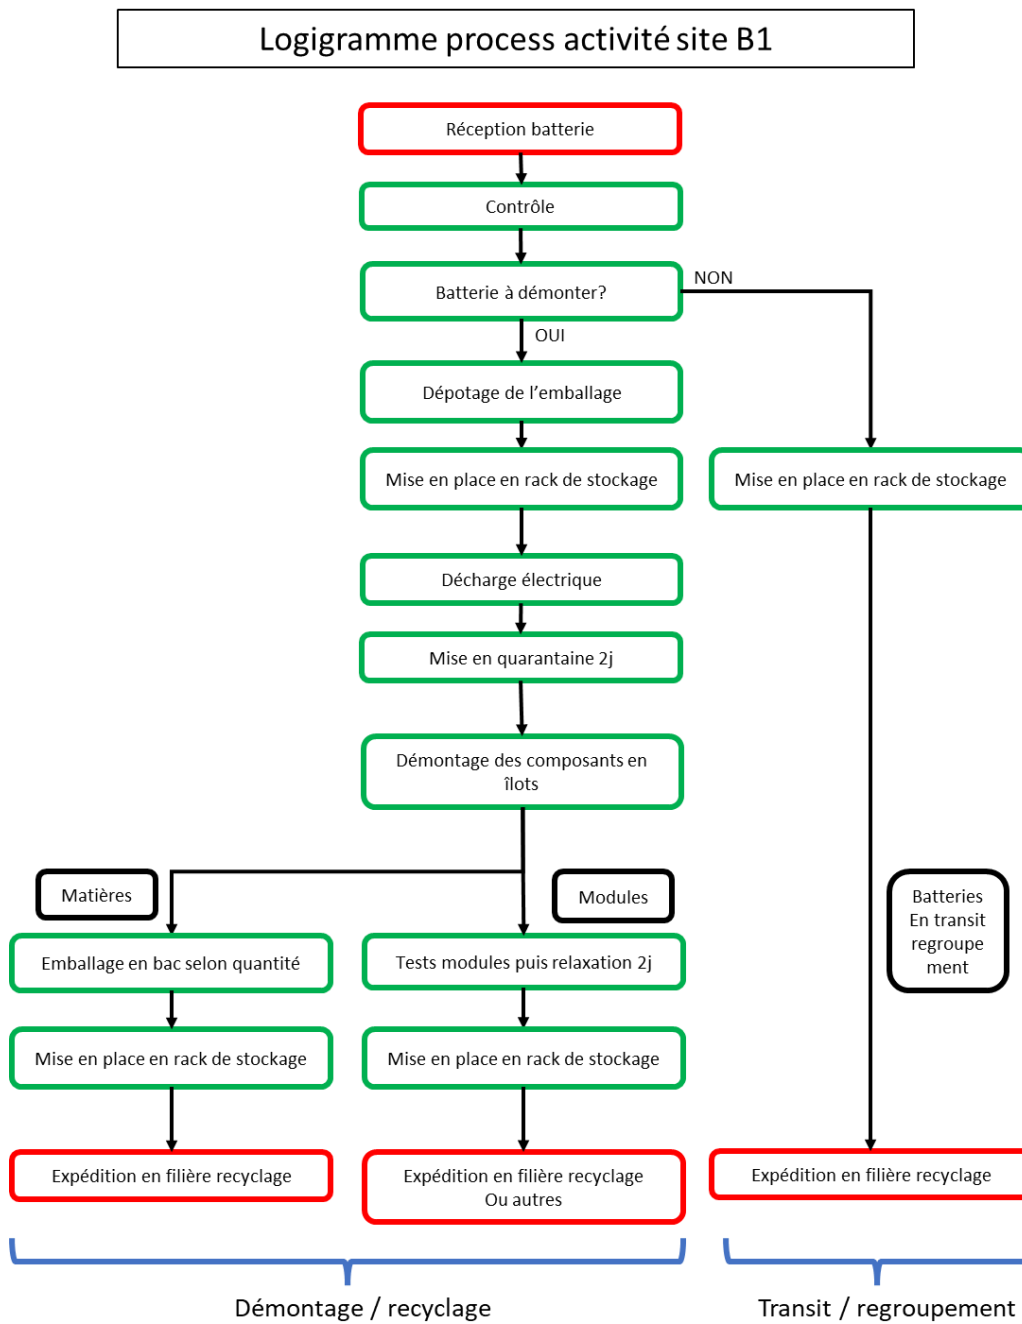 Logigramme process activité site B1
Réception batterie
Contrôle
Batterie à démonter?
NON
OUI
Dépotage de l'emballage
Mise en place en rack de stockage
Mise en place en rack de stockage
Décharge électrique
Mise en quarantaine 2j
Démontage des composants en
îlots
Matières
Modules
Batteries
En transit
regroupe
ment
Emballage en bac selon quantité
Tests modules puis relaxation 2j
Mise en place en rack de stockage
Mise en place en rack de stockage
Expédition en filière recyclage
Expédition en filière recyclage
Ou autres
Expédition en filière recyclage
Démontage / recyclage
Transit / regroupement